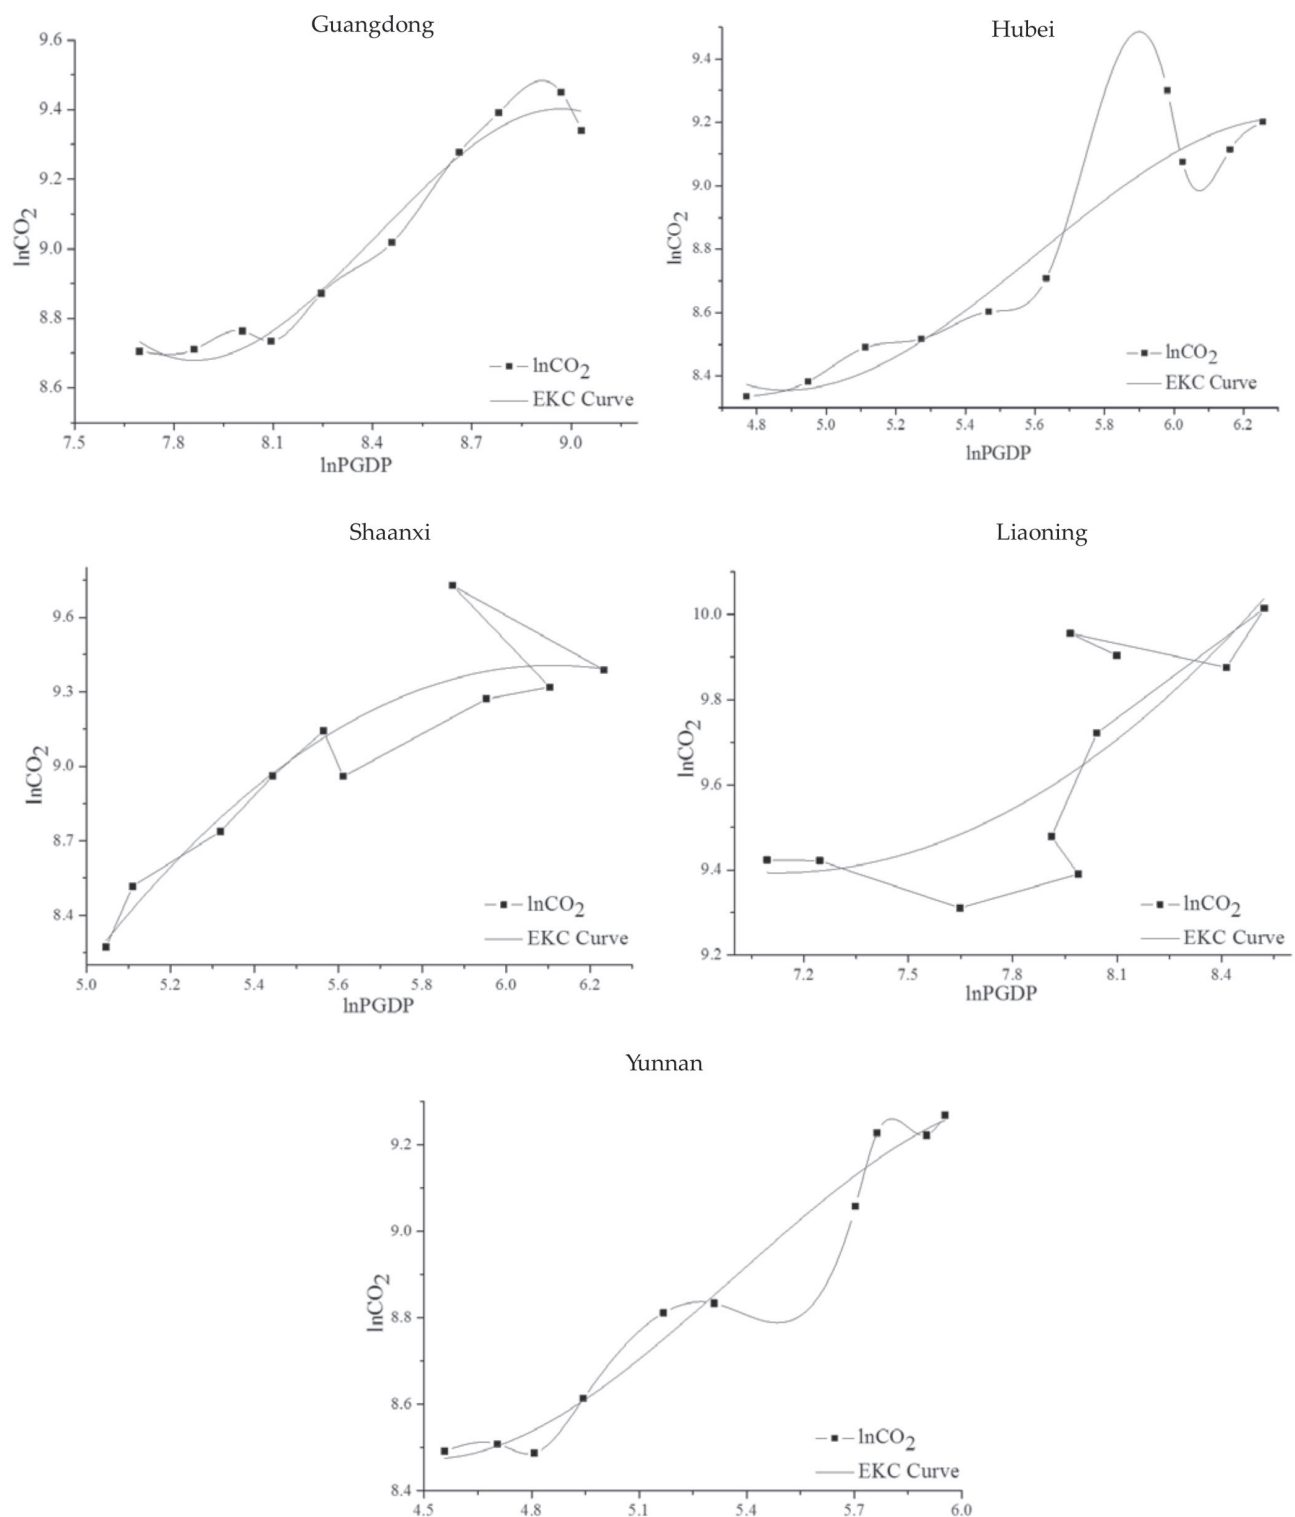 Guangdong
9.6
9.4
9.2
9.0
8.8
8.6
lnCO2
lnCO2
EKC Curve
7.5 7.8 8.1 8.4 8.7 9.0
lnPGDP
Hubei
9.4
9.2
9.0
8.8
8.6
8.4
lnCO2
lnCO2
EKC Curve
4.8 5.0 5.2 5.4 5.6 5.8 6.0 6.2
lnPGDP
Shaanxi
9.6
9.3
9.0
8.7
8.4
lnCO2
lnCO2
EKC Curve
5.0 5.2 5.4 5.6 5.8 6.0 6.2
lnPGDP
Liaoning
10.0
9.8
9.6
9.4
9.2
lnCO2
lnCO2
EKC Curve
7.2 7.5 7.8 8.1 8.4
lnPGDP
Yunnan
9.2
9.0
8.8
8.6
8.4
lnCO2
lnCO2
EKC Curve
4.5 4.8 5.1 5.4 5.7 6.0